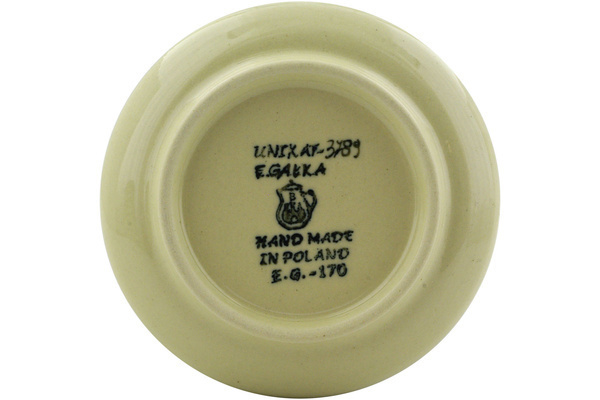 UNIKAT-3789
E.GAŁKA
B
HAND MADE
IN POLAND
E.G.-170